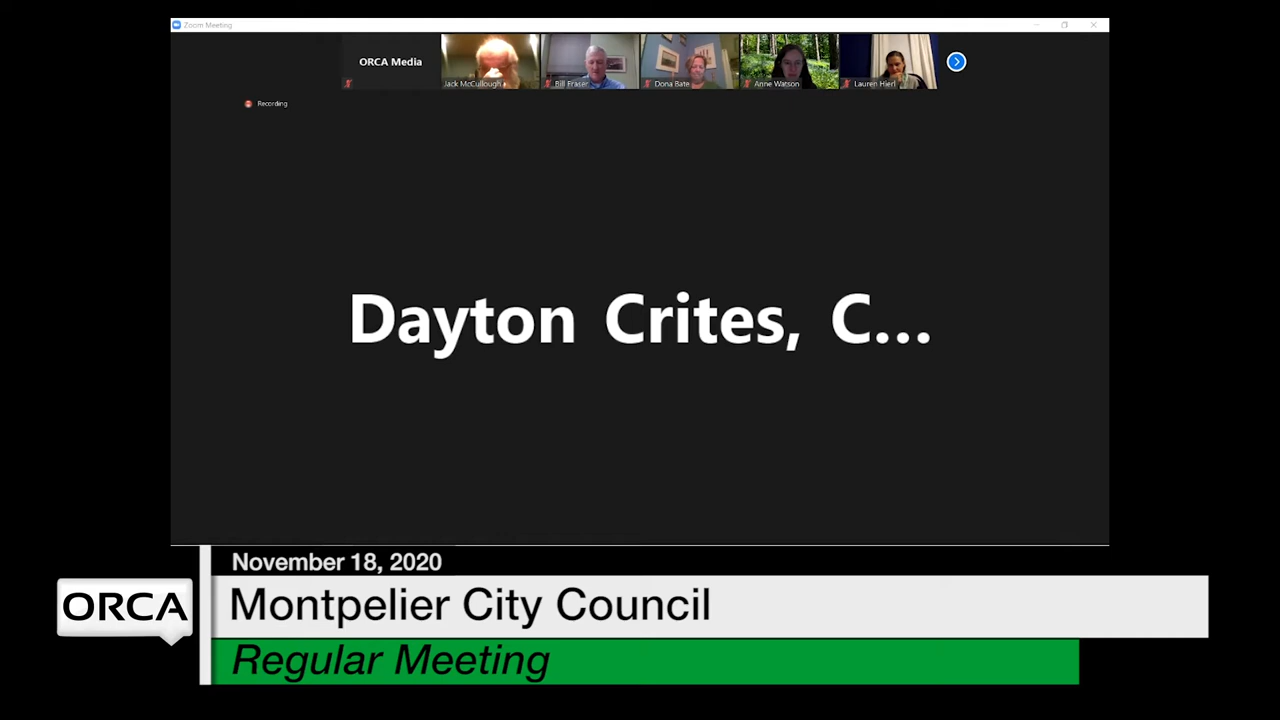 Zoom Meeting
ORCA Media
Jack McCullough
Bill Fraser
Dona Bate
Anne Watson
Lauren Hierl
Recording
Dayton Crites, C...
November 18, 2020
ORCA
Montpelier City Council
Regular Meeting